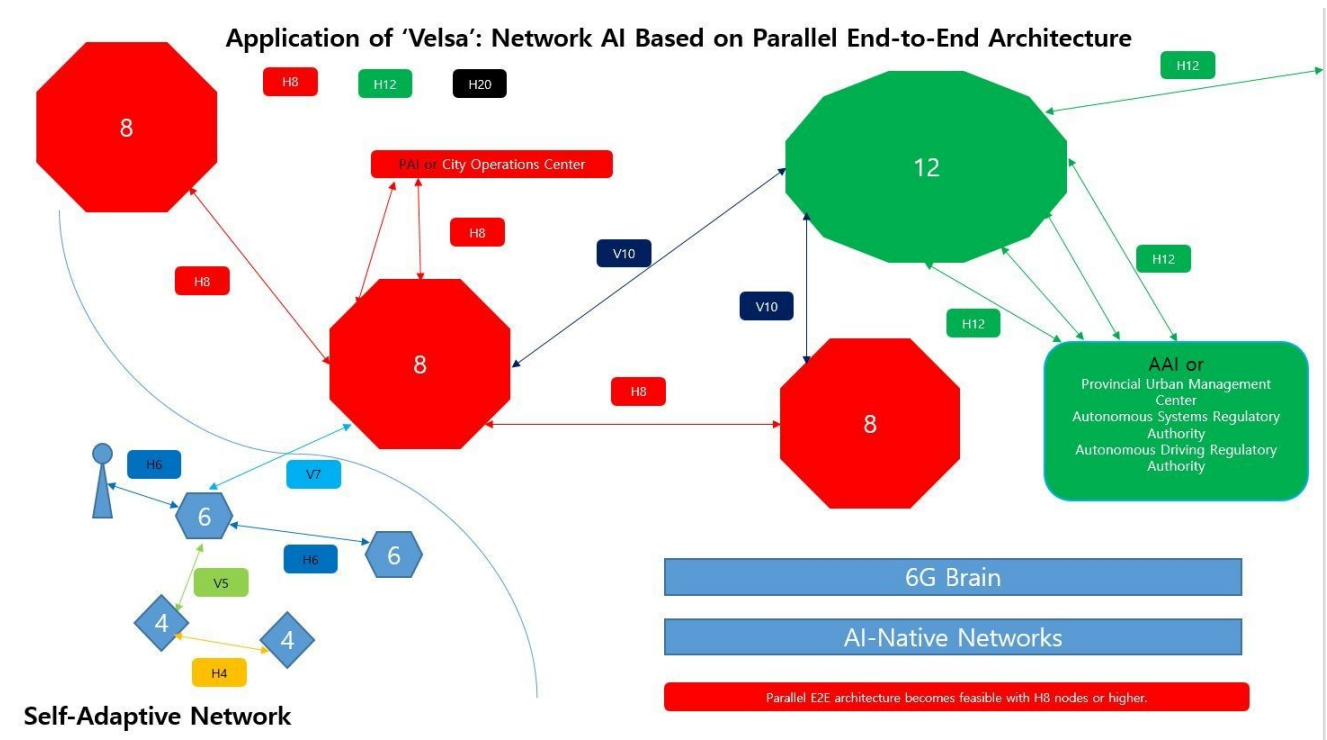 Application of ‘Velsa’: Network AI Based on Parallel End-to-End Architecture
H8
H12
H20
H12
8
12
PAI or City Operations Center
H8
V10
H8
H12
V10
H12
8
H8
8
AAI or
Provincial Urban Management
Center
Autonomous Systems Regulatory
Authority
Autonomous Driving Regulatory
Authority
H6
V7
6
H6
6
V5
4
4
H4
6G Brain
AI-Native Networks
Parallel E2E architecture becomes feasible with H8 nodes or higher.
Self-Adaptive Network